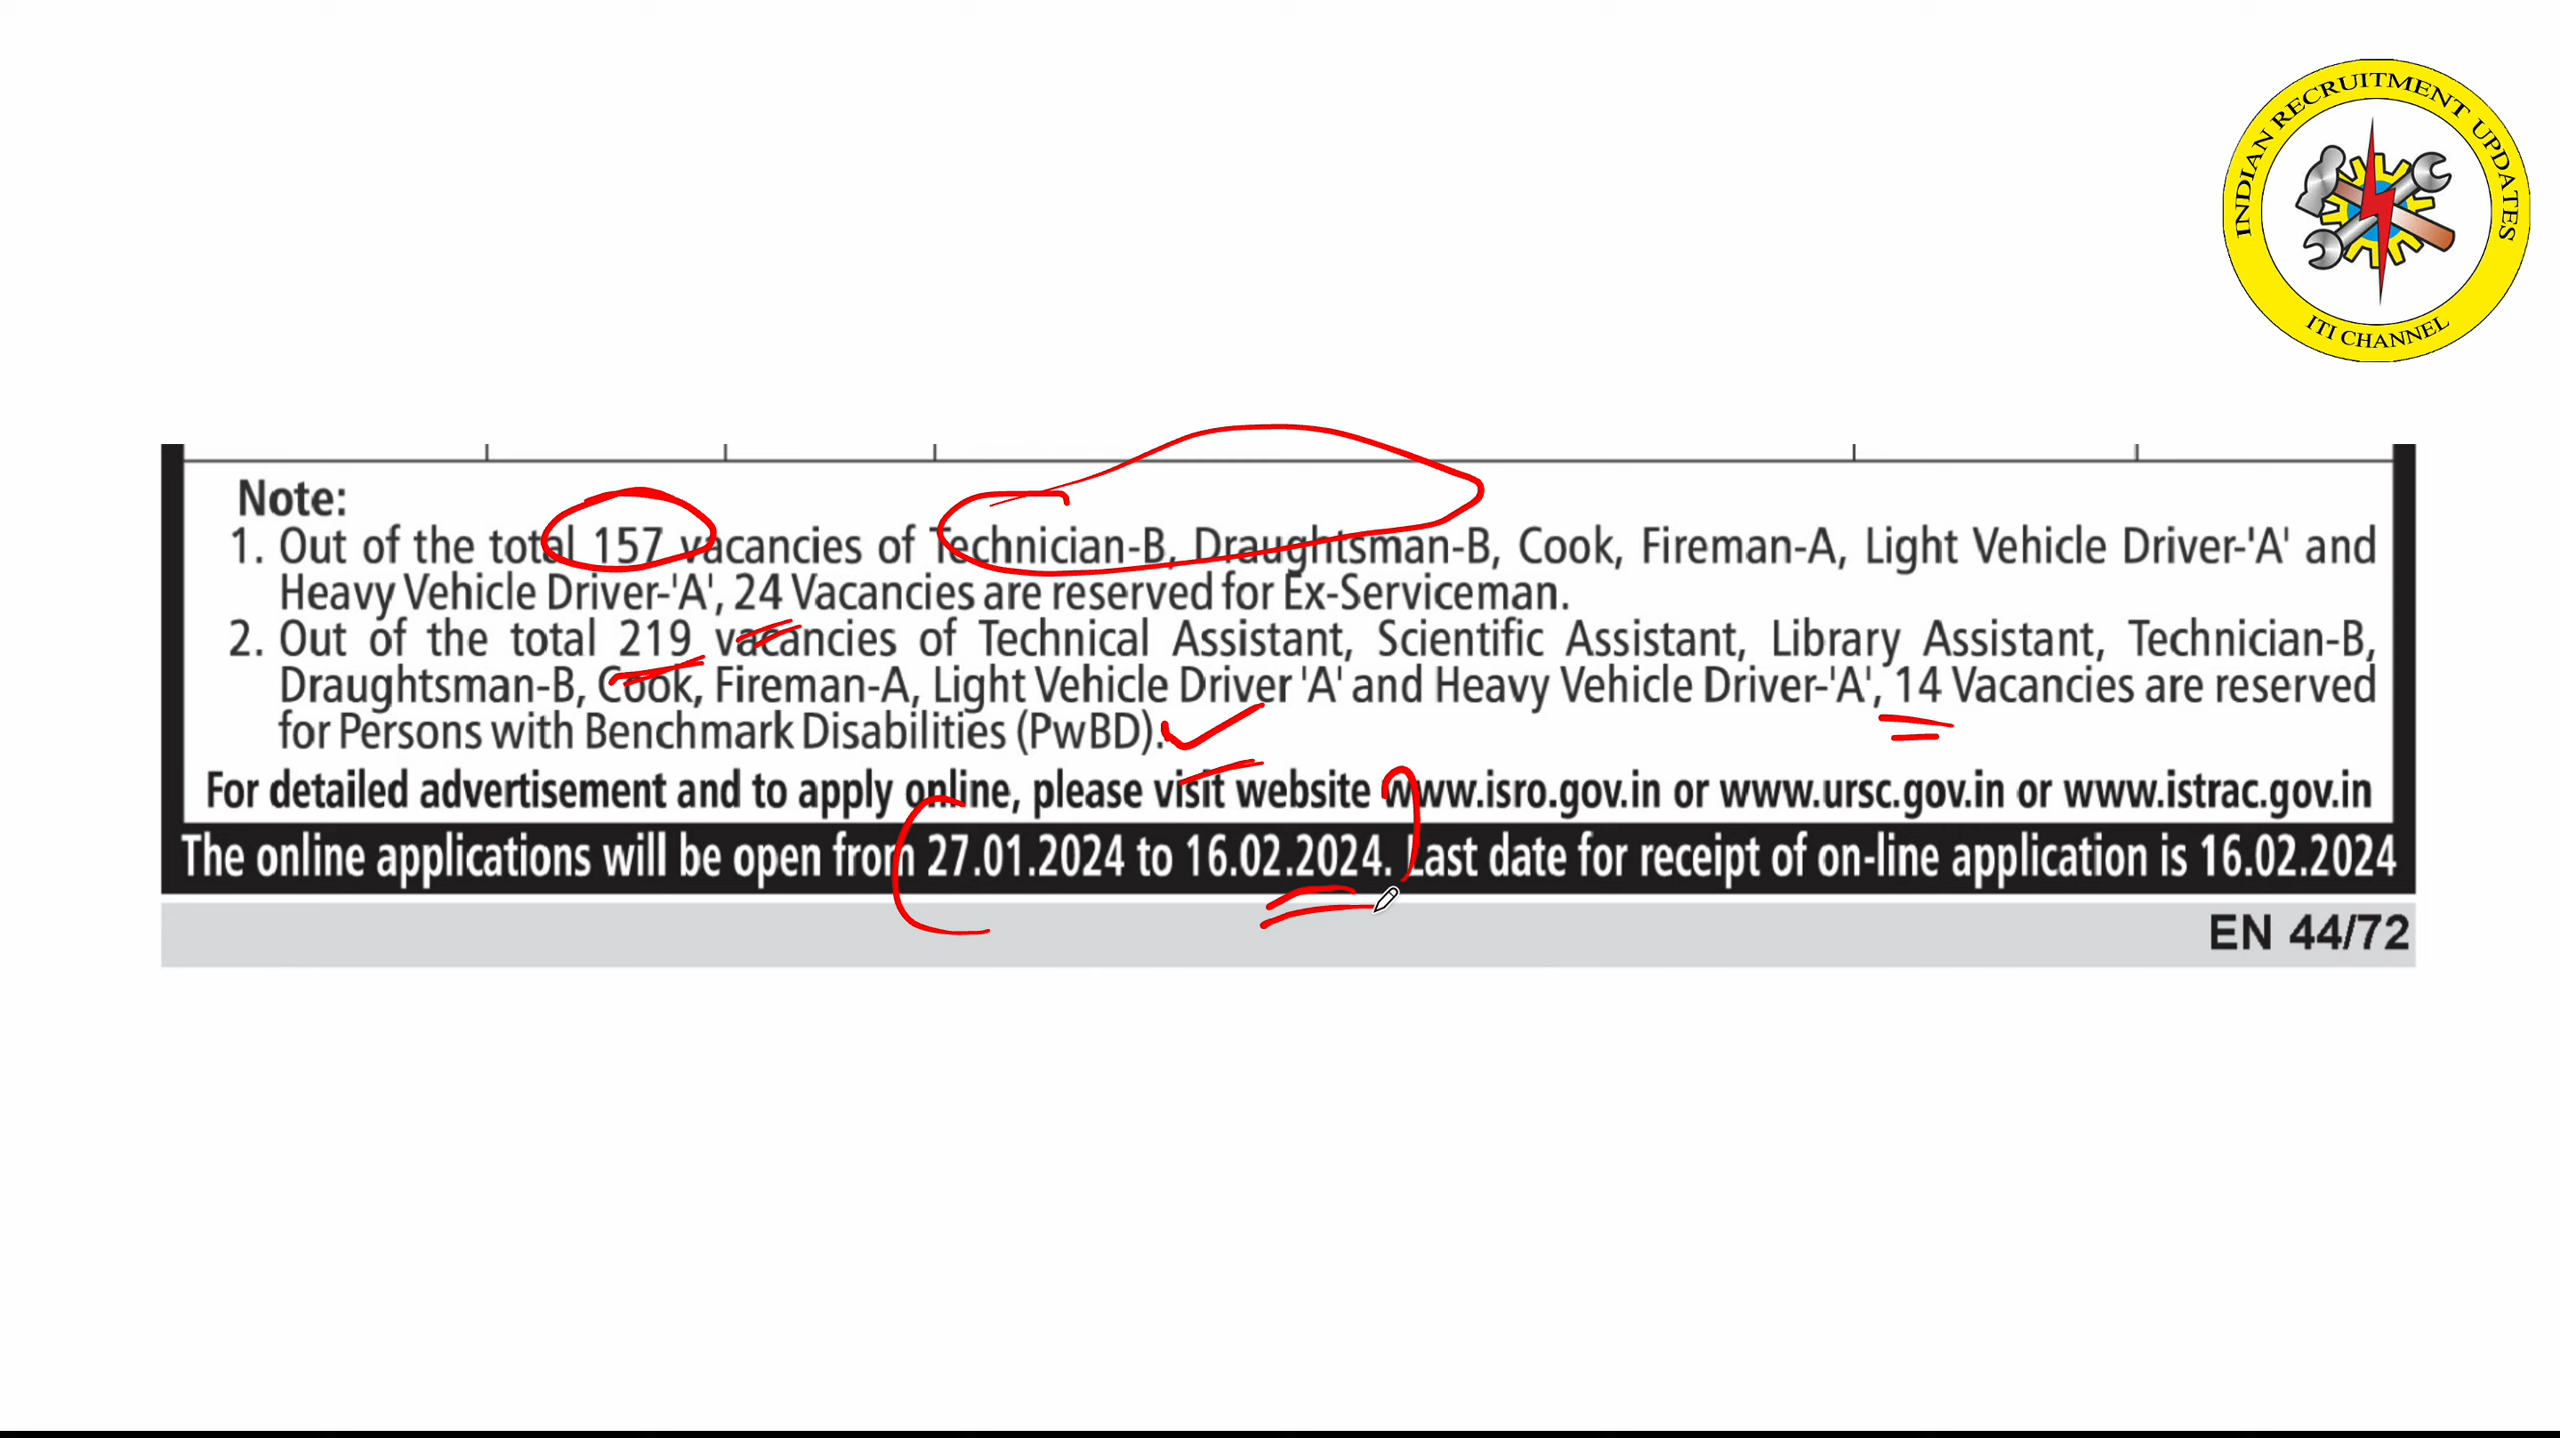 INDIAN RECRUITMENT UPDATES
ITI CHANNEL
Note:
1. Out of the total 157 vacancies of Technician-B, Draughtsman-B, Cook, Fireman-A, Light Vehicle Driver-'A' and
Heavy Vehicle Driver-'A', 24 Vacancies are reserved for Ex-Serviceman.
2. Out of the total 219 vacancies of Technical Assistant, Scientific Assistant, Library Assistant, Technician-B,
Draughtsman-B, Cook, Fireman-A, Light Vehicle Driver 'A' and Heavy Vehicle Driver-'A', 14 Vacancies are reserved
for Persons with Benchmark Disabilities (PwBD).
For detailed advertisement and to apply online, please visit website www.isro.gov.in or www.ursc.gov.in or www.istrac.gov.in
The online applications will be open from 27.01.2024 to 16.02.2024. Last date for receipt of on-line application is 16.02.2024
EN 44/72